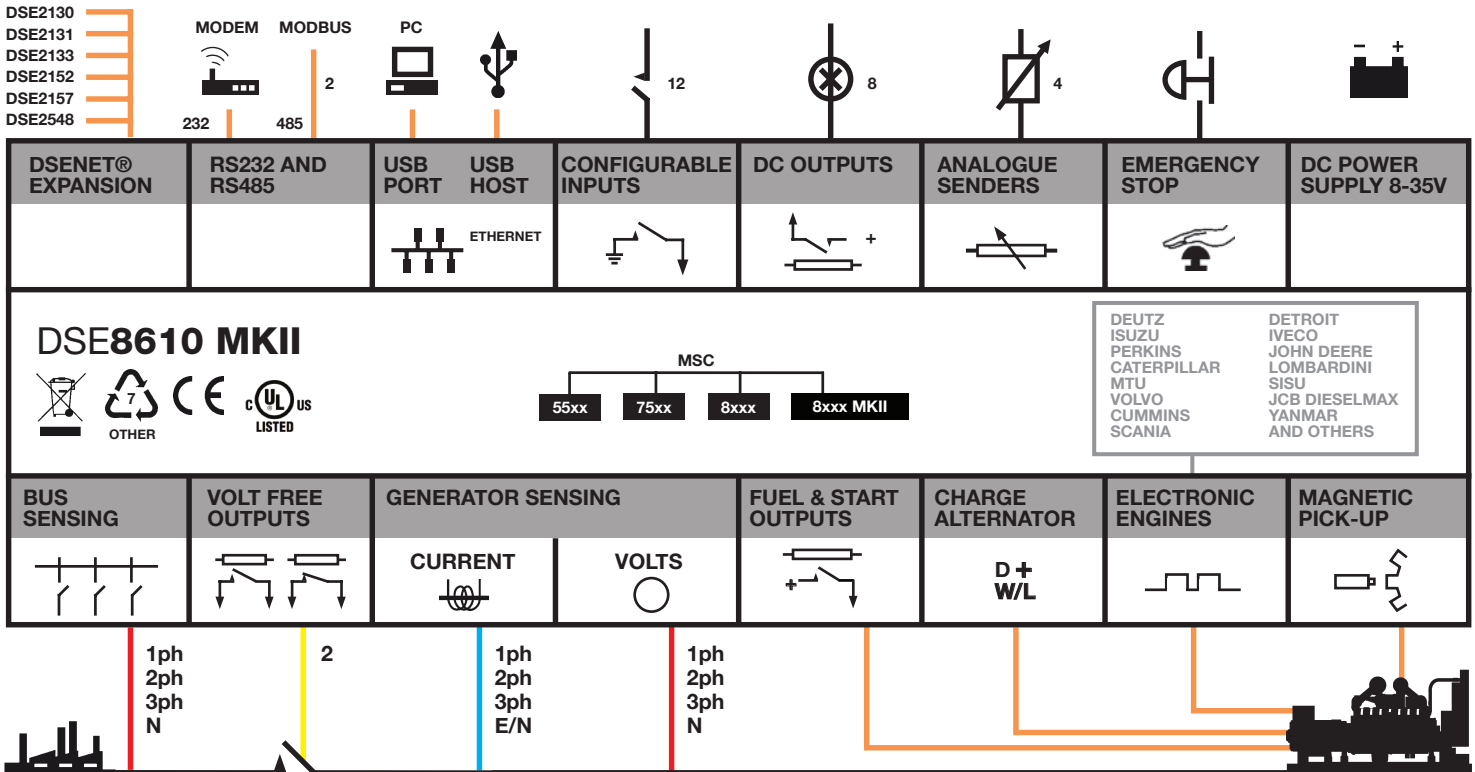 DSE2130
DSE2131
DSE2133
DSE2152
DSE2157
DSE2548
MODEM
232
MODBUS
2
485
PC
12
8
4
– +
DSENET®
EXPANSION
RS232 AND
RS485
USB
PORT
USB
HOST
ETHERNET
CONFIGURABLE
INPUTS
DC OUTPUTS
+
ANALOGUE
SENDERS
EMERGENCY
STOP
DC POWER
SUPPLY 8-35V
DSE8610 MKII
7
OTHER
CE
C UL US
LISTED
MSC
55xx
75xx
8xxx
8xxx MKII
DEUTZ
ISUZU
PERKINS
CATERPILLAR
MTU
VOLVO
CUMMINS
SCANIA
DETROIT
IVECO
JOHN DEERE
LOMBARDINI
SISU
JCB DIESELMAX
YANMAR
AND OTHERS
BUS
SENSING
VOLT FREE
OUTPUTS
GENERATOR SENSING
CURRENT
VOLTS
FUEL & START
OUTPUTS
+
CHARGE
ALTERNATOR
D+
W/L
ELECTRONIC
ENGINES
MAGNETIC
PICK-UP
1ph
2ph
3ph
N
2
1ph
2ph
3ph
E/N
1ph
2ph
3ph
N